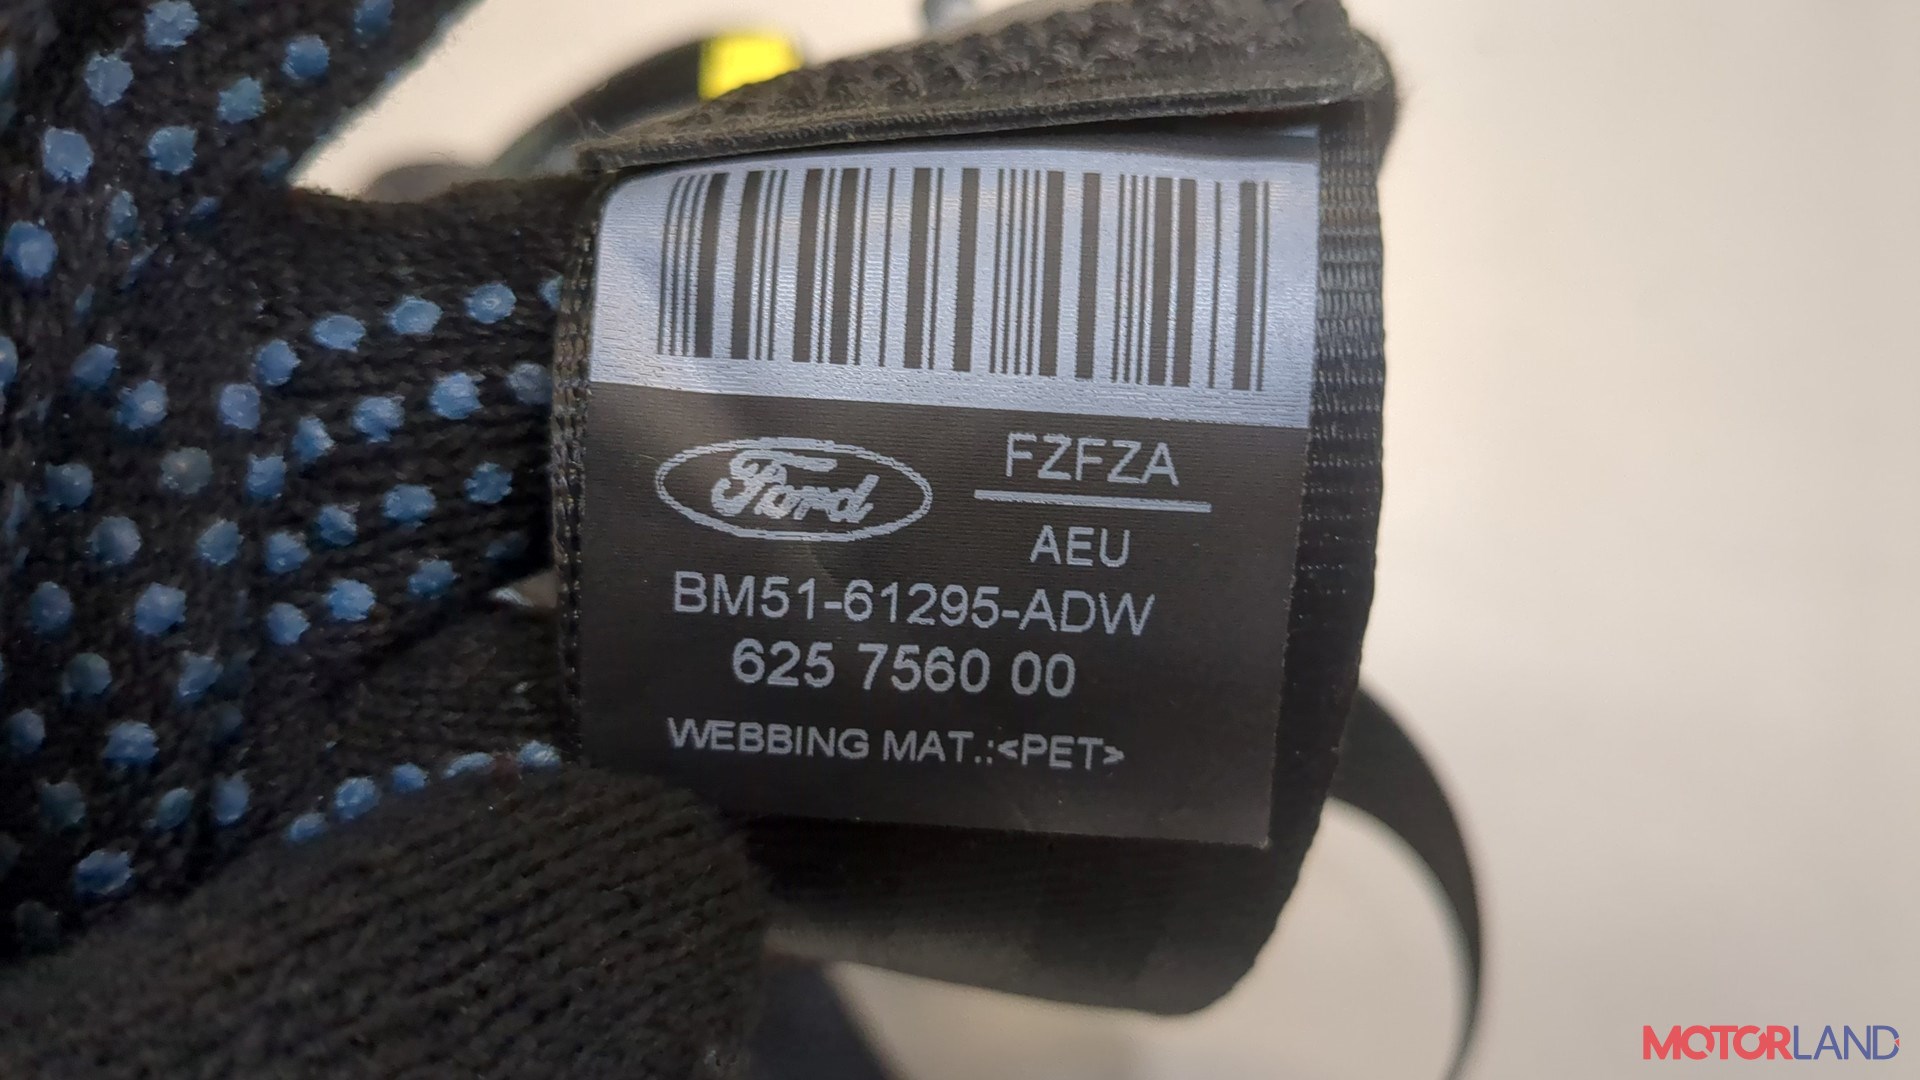 Ford
FZFZA
AEU
BM51-61295-ADW
625 7560 00
WEBBING MAT.:<PET>
MOTORLAND